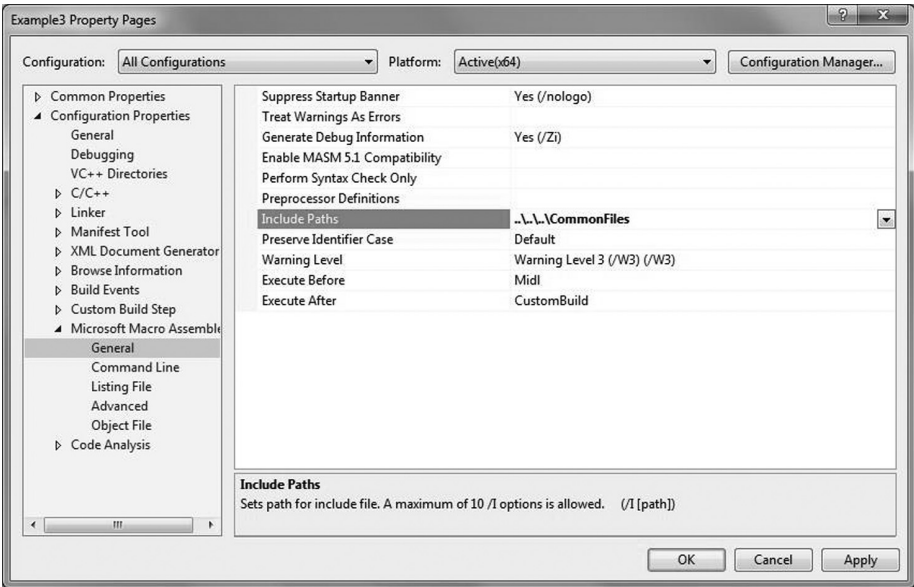 Example3 Property Pages
Configuration: All Configurations Platform: Active(x64) Configuration Manager...
Common Properties
Configuration Properties
General
Debugging
VC++ Directories
C/C++
Linker
Manifest Tool
XML Document Generator
Browse Information
Build Events
Custom Build Step
Microsoft Macro Assemble
General
Command Line
Listing File
Advanced
Object File
Code Analysis
Suppress Startup Banner Yes (/nologo)
Treat Warnings As Errors
Generate Debug Information Yes (/Zi)
Enable MASM 5.1 Compatibility
Perform Syntax Check Only
Preprocessor Definitions
Include Paths ..\..\..\CommonFiles
Preserve Identifier Case Default
Warning Level Warning Level 3 (/W3) (/W3)
Execute Before Midl
Execute After CustomBuild
Include Paths
Sets path for include file. A maximum of 10 /I options is allowed. (/I [path])
OK Cancel Apply